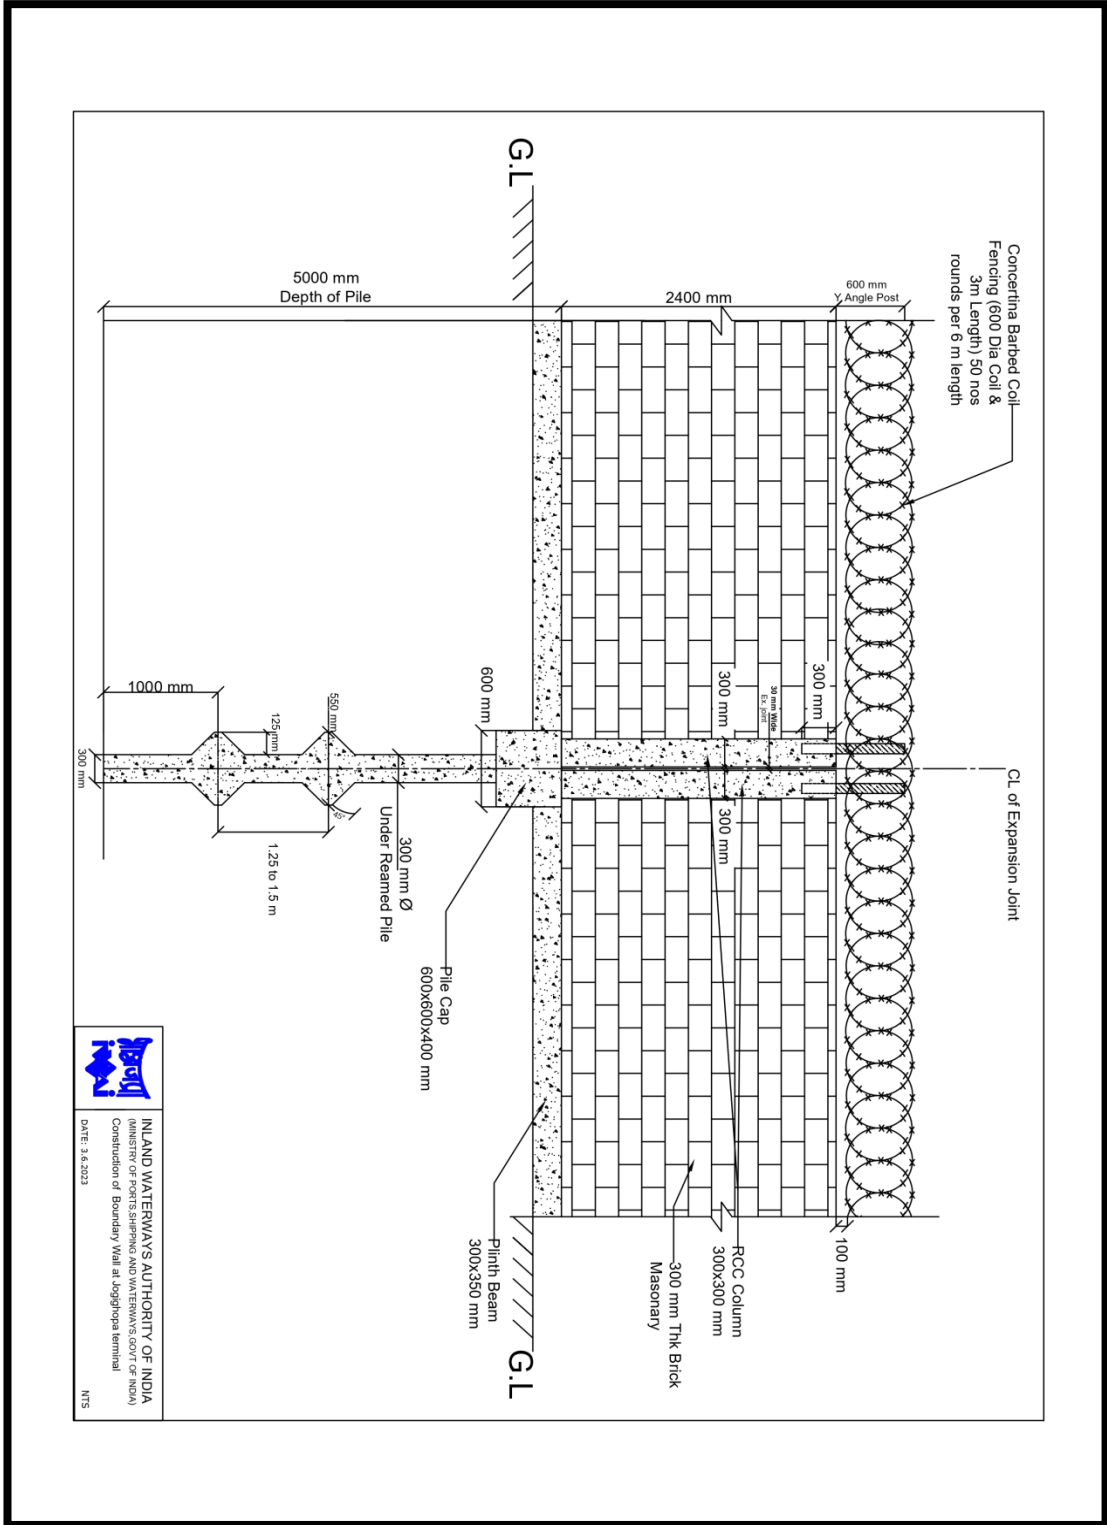 Concertina Barbed Coil
Fencing (600 Dia Coil &
3m Length) 50 nos
rounds per 6 m length
CL of Expansion Joint
600 mm
Y Angle Post
100 mm
2400 mm
300 mm
30 mm Wide
Ex. joint
300 mm
300 mm
RCC Column
300x300 mm
300 mm Thk Brick
Masonary
G.L
G.L
5000 mm
Depth of Pile
600 mm
Plinth Beam
300x350 mm
Pile Cap
600x600x400 mm
300 mm Ø
Under Reamed Pile
550 mm
45°
125 mm
1.25 to 1.5 m
1000 mm
300 mm
INLAND WATERWAYS AUTHORITY OF INDIA
(MINISTRY OF PORTS,SHIPPING AND WATERWAYS,GOVT OF INDIA)
Construction of Boundary Wall at Jogighopa terminal
DATE: 3.6.2023
NTS